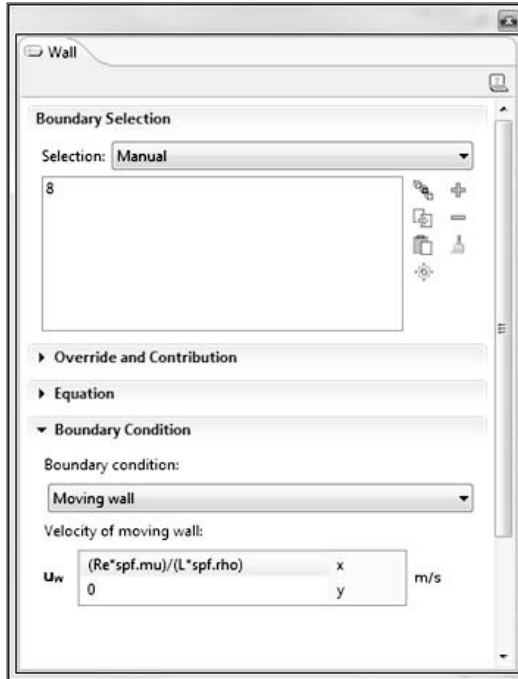 Wall
Boundary Selection
Selection: Manual
8
Override and Contribution
Equation
Boundary Condition
Boundary condition:
Moving wall
Velocity of moving wall:
(Re*spf.mu)/(L*spf.rho) x
uw m/s
0 y